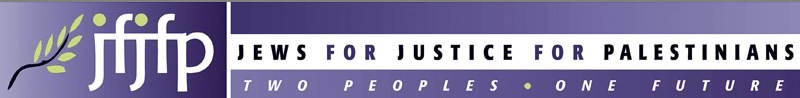 jfjfp
JEWS FOR JUSTICE FOR PALESTINIANS
TWO PEOPLES • ONE FUTURE